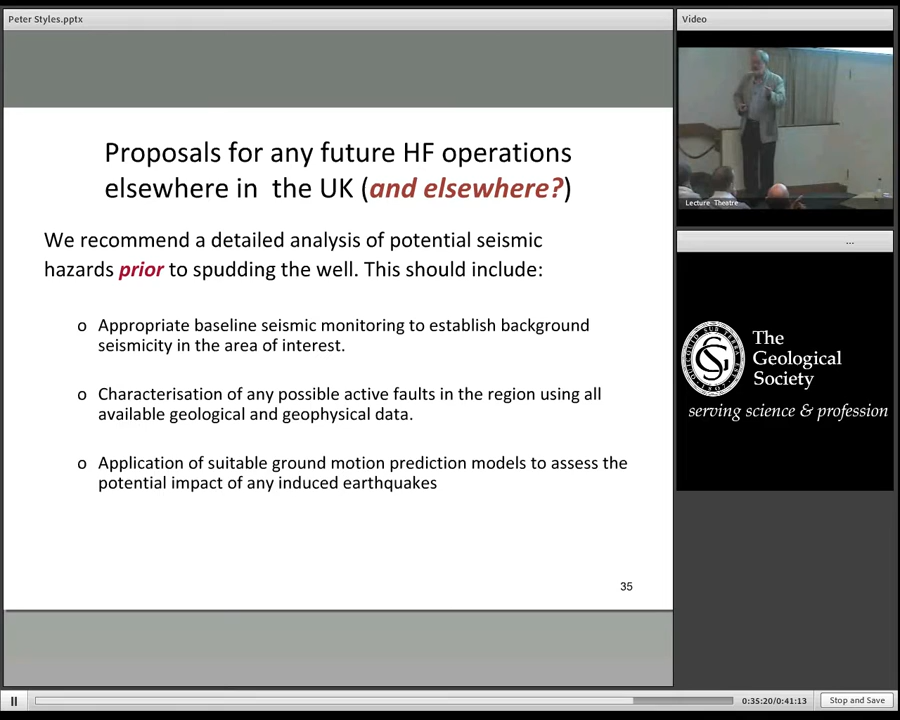 Peter Styles.pptx
Proposals for any future HF operations
elsewhere in the UK (and elsewhere?)
We recommend a detailed analysis of potential seismic
hazards prior to spudding the well. This should include:
o Appropriate baseline seismic monitoring to establish background
seismicity in the area of interest.
o Characterisation of any possible active faults in the region using all
available geological and geophysical data.
o Application of suitable ground motion prediction models to assess the
potential impact of any induced earthquakes
35
Video
Lecture Theatre
...
The
Geological
Society
serving science & profession
0:35:20/0:41:13
Stop and Save